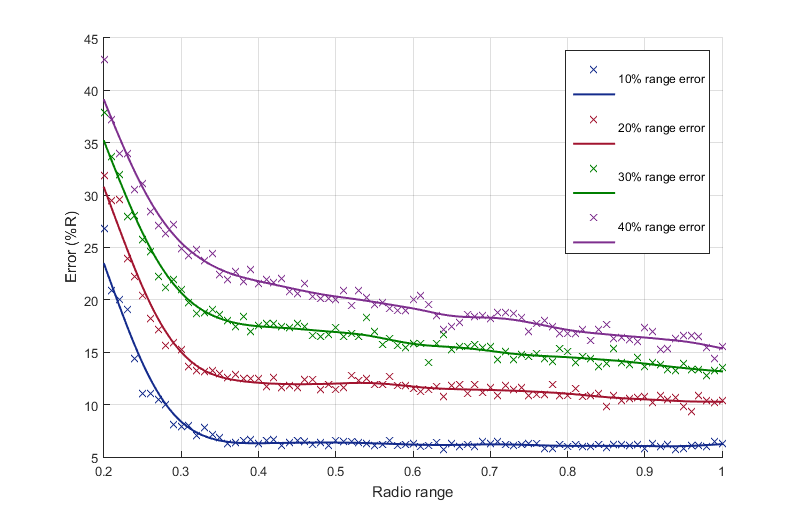 45
40
35
30
25
20
15
10
5
Error (%R)
10% range error
20% range error
30% range error
40% range error
0.2 0.3 0.4 0.5 0.6 0.7 0.8 0.9 1
Radio range